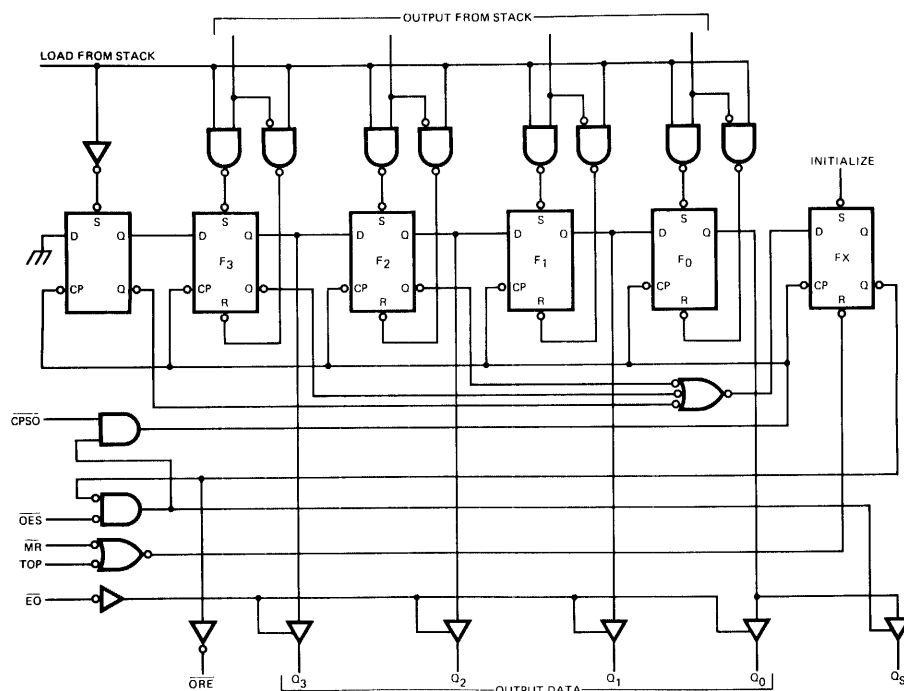 OUTPUT FROM STACK
LOAD FROM STACK
INITIALIZE
S
S
S
S
S
S
D Q
D Q
D Q
D Q
D Q
D Q
F3
F2
F1
F0
FX
CP Q
CP Q
CP Q
CP
CP
CP Q
R
R
R
R
R
CPSO
OES
MR
TOP
EO
ORE
Q3
Q2
Q1
Q0
QS
OUTPUT DATA